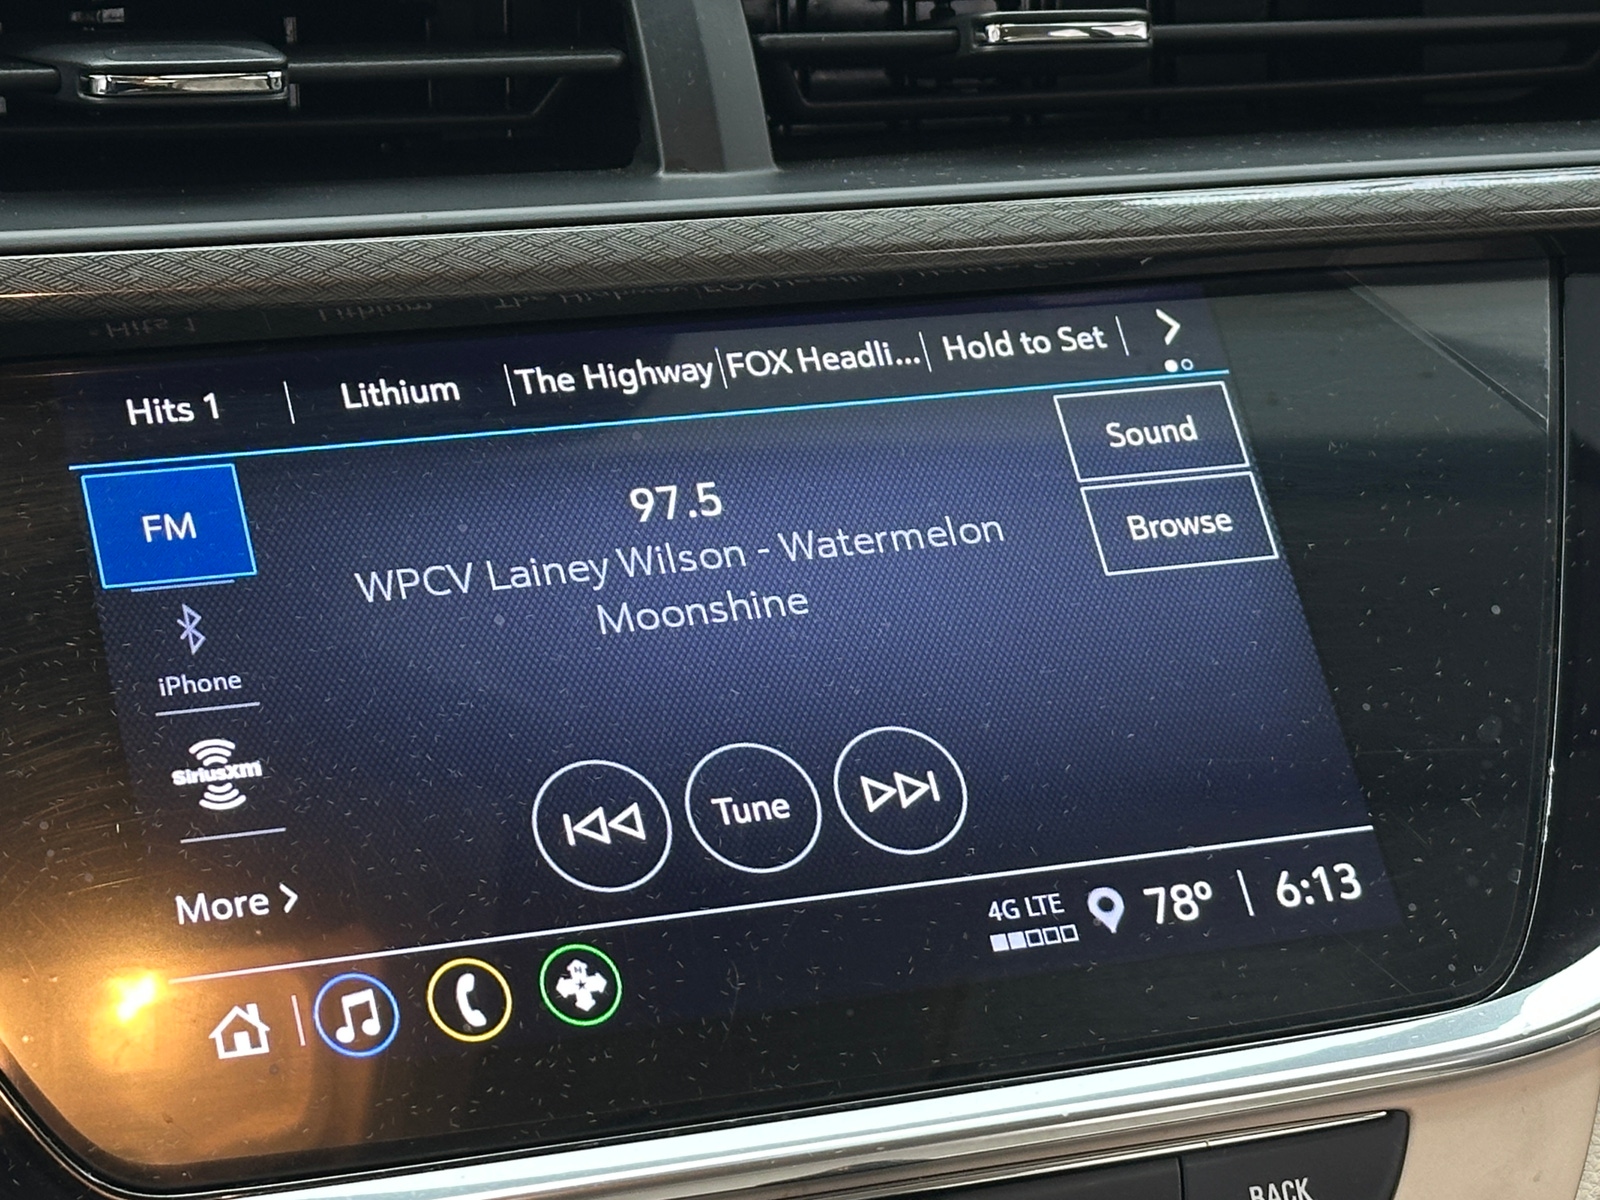 Hits 1 | Lithium | The Highway | FOX Headli... | Hold to Set |
FM
Sound
97.5
WPCV Lainey Wilson - Watermelon
Moonshine
Browse
iPhone
SiriusXM
Tune
More
4G LTE
78° | 6:13
BACK